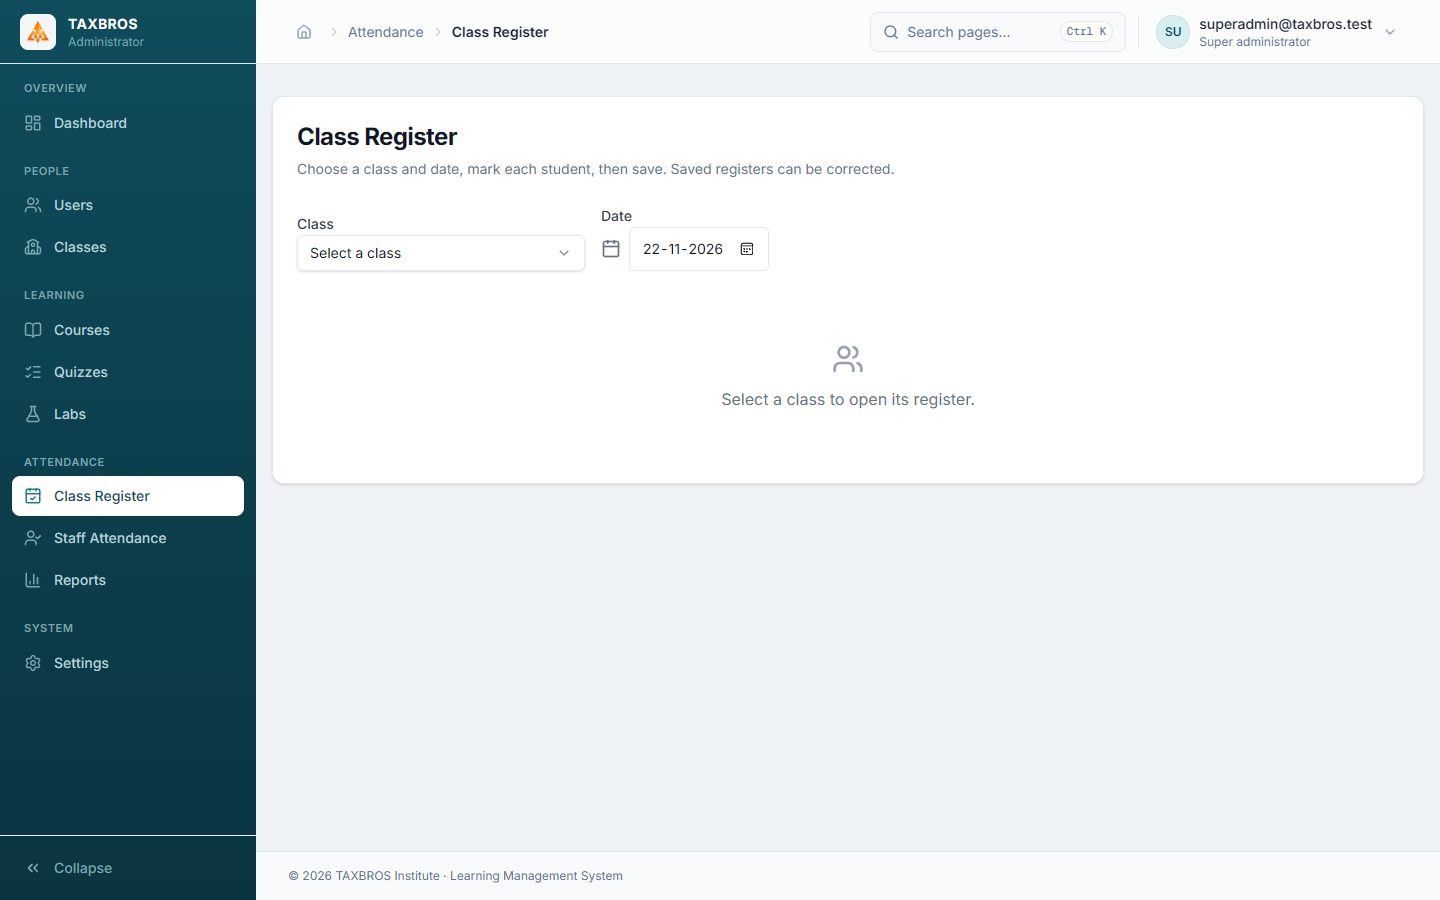 TAXBROS
Administrator
OVERVIEW
Dashboard
PEOPLE
Users
Classes
LEARNING
Courses
Quizzes
Labs
ATTENDANCE
Class Register
Staff Attendance
Reports
SYSTEM
Settings
Collapse
Attendance
Class Register
Search pages...
Ctrl K
SU
superadmin@taxbros.test
Super administrator
Class Register
Choose a class and date, mark each student, then save. Saved registers can be corrected.
Class
Select a class
Date
22-11-2026
Select a class to open its register.
© 2026 TAXBROS Institute · Learning Management System